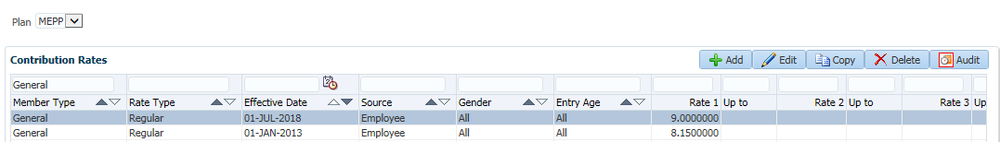 Plan MEPP
Contribution Rates Add Edit Copy Delete Audit
General
Member Type Rate Type Effective Date Source Gender Entry Age Rate 1 Up to Rate 2 Up to Rate 3 Up
General Regular 01-JUL-2018 Employee All All 9.0000000
General Regular 01-JAN-2013 Employee All All 8.1500000